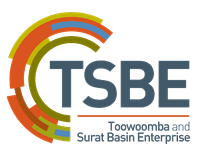 TSBE
Toowoomba and
Surat Basin Enterprise